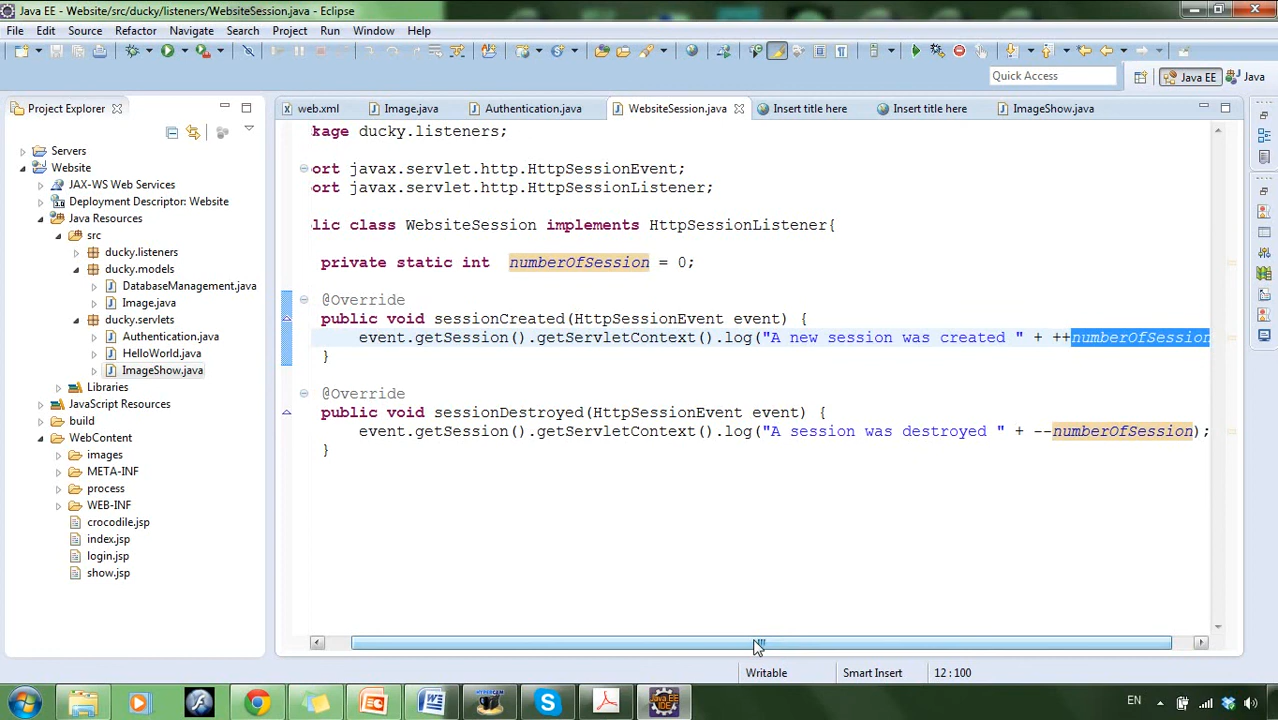 Java EE - Website/src/ducky/listeners/WebsiteSession.java - Eclipse
File Edit Source Refactor Navigate Search Project Run Window Help
Quick Access
Java EE
Java
Project Explorer
web.xml
Image.java
Authentication.java
WebsiteSession.java
Insert title here
Insert title here
ImageShow.java
Servers
Website
JAX-WS Web Services
Deployment Descriptor: Website
Java Resources
src
ducky.listeners
ducky.models
DatabaseManagement.java
Image.java
ducky.servlets
Authentication.java
HelloWorld.java
ImageShow.java
Libraries
JavaScript Resources
build
WebContent
images
META-INF
process
WEB-INF
crocodile.jsp
index.jsp
login.jsp
show.jsp
kage ducky.listeners;
ort javax.servlet.http.HttpSessionEvent;
ort javax.servlet.http.HttpSessionListener;
lic class WebsiteSession implements HttpSessionListener{
private static int numberOfSession = 0;
@Override
public void sessionCreated(HttpSessionEvent event) {
event.getSession().getServletContext().log("A new session was created " + ++numberOfSession
}
@Override
public void sessionDestroyed(HttpSessionEvent event) {
event.getSession().getServletContext().log("A session was destroyed " + --numberOfSession);
}
Writable
Smart Insert
12 : 100
EN